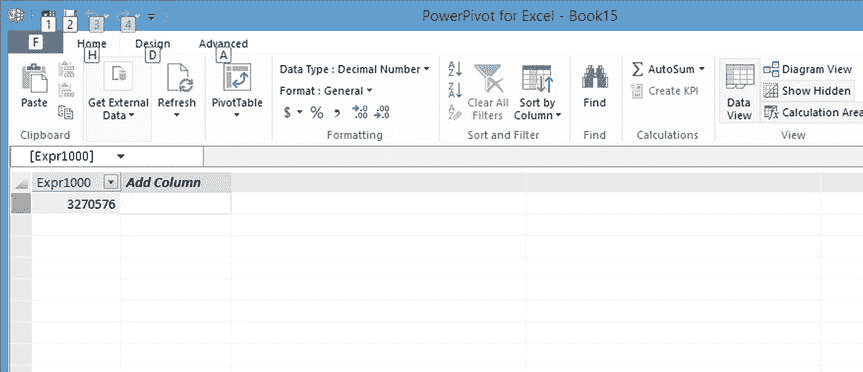 PowerPivot for Excel - Book15
1 2 3 4
F Home Design Advanced
H D A
Paste
Get External Data
Refresh
PivotTable
Data Type : Decimal Number
Format : General
$ % , .00 .0
Clear All Filters
Sort by Column
Find
AutoSum
Create KPI
Data View
Diagram View
Show Hidden
Calculation Area
Clipboard Formatting Sort and Filter Find Calculations View
[Expr1000]
Expr1000 Add Column
3270576